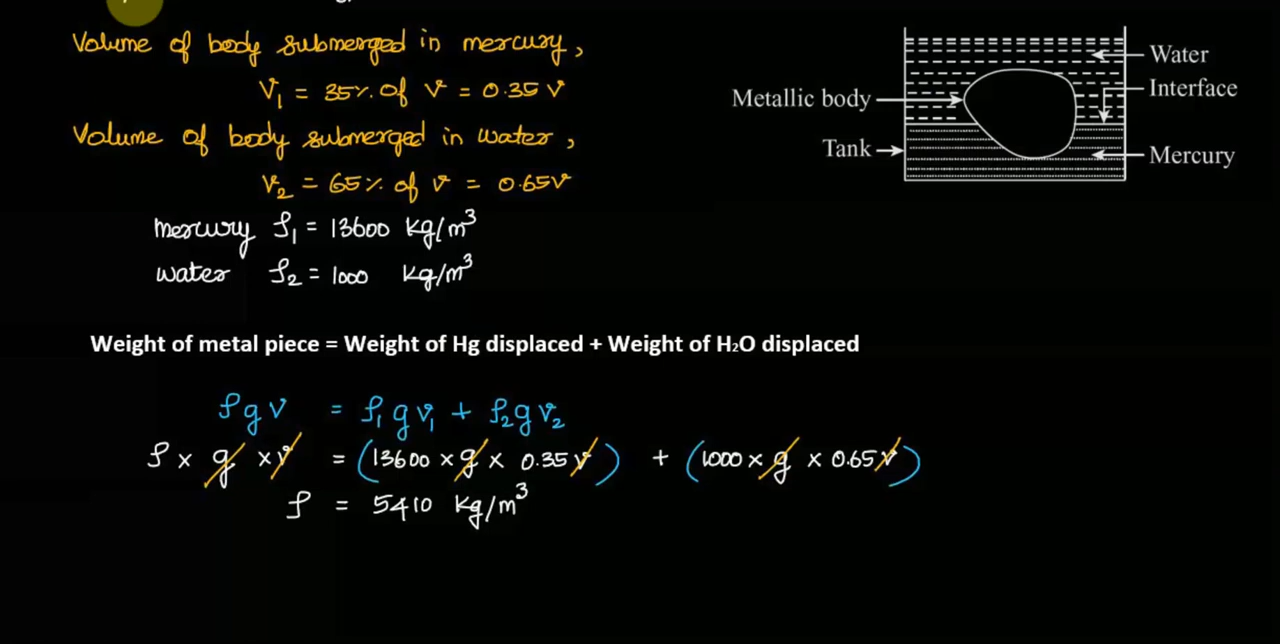 Volume of body submerged in mercury,
V₁ = 35% of V = 0.35 V
Volume of body submerged in water,
V₂ = 65% of V = 0.65V
mercury ρ₁ = 13600 kg/m³
water ρ₂ = 1000 kg/m³
Water
Interface
Metallic body
Tank
Mercury
Weight of metal piece = Weight of Hg displaced + Weight of H₂O displaced
ρgV = ρ₁gV₁ + ρ₂gV₂
ρ × g × V = (13600 × g × 0.35V) + (1000 × g × 0.65V)
ρ = 5410 kg/m³